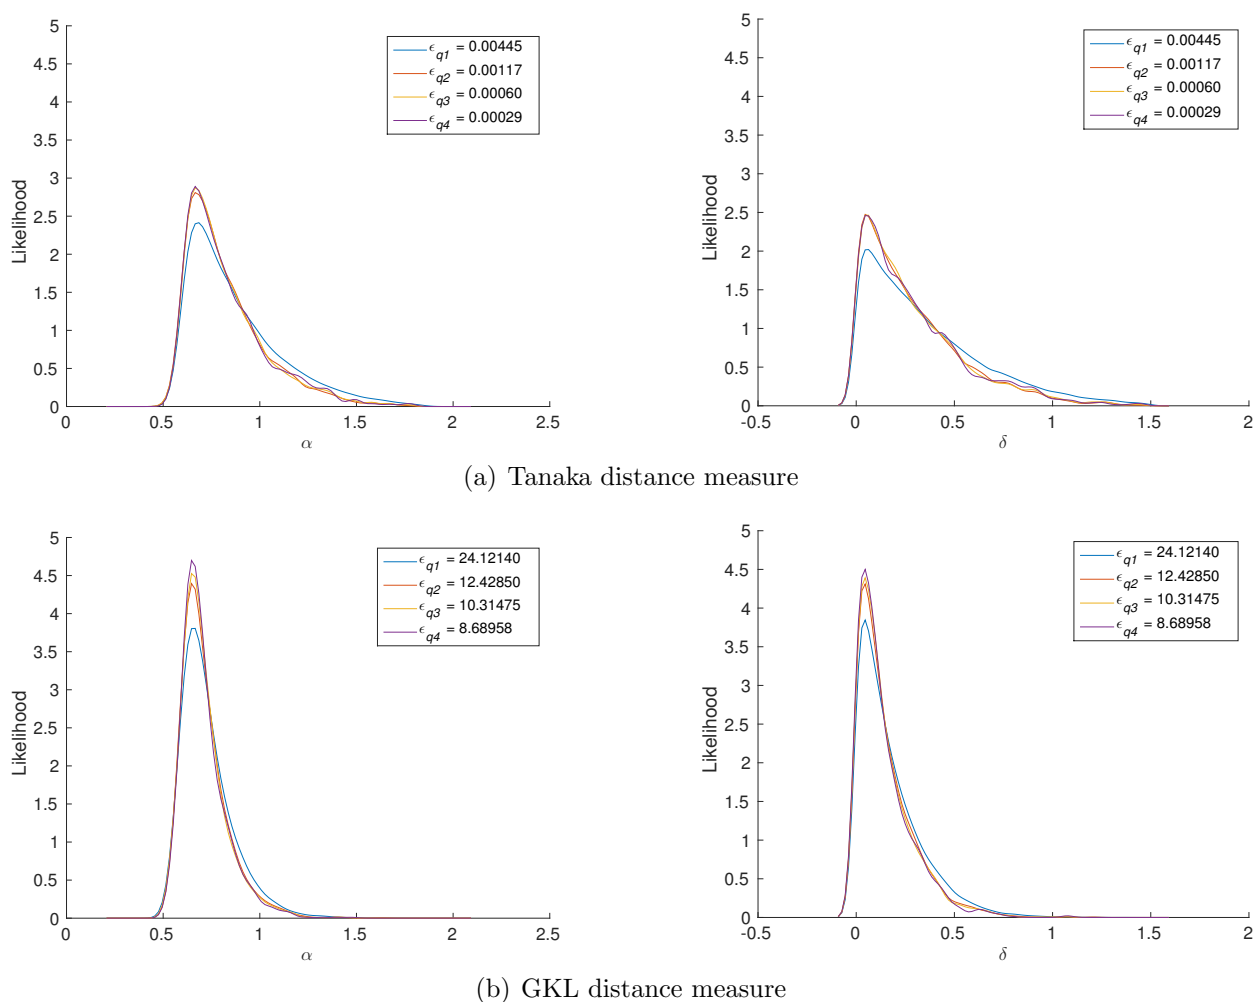 5
4.5
4
3.5
3
2.5
2
1.5
1
0.5
0
Likelihood
ϵq1 = 0.00445
ϵq2 = 0.00117
ϵq3 = 0.00060
ϵq4 = 0.00029
0 0.5 1 1.5 2 2.5
α
5
4.5
4
3.5
3
2.5
2
1.5
1
0.5
0
Likelihood
ϵq1 = 0.00445
ϵq2 = 0.00117
ϵq3 = 0.00060
ϵq4 = 0.00029
-0.5 0 0.5 1 1.5 2
δ
(a) Tanaka distance measure
5
4.5
4
3.5
3
2.5
2
1.5
1
0.5
0
Likelihood
ϵq1 = 24.12140
ϵq2 = 12.42850
ϵq3 = 10.31475
ϵq4 = 8.68958
0 0.5 1 1.5 2 2.5
α
5
4.5
4
3.5
3
2.5
2
1.5
1
0.5
0
Likelihood
ϵq1 = 24.12140
ϵq2 = 12.42850
ϵq3 = 10.31475
ϵq4 = 8.68958
-0.5 0 0.5 1 1.5 2
δ
(b) GKL distance measure